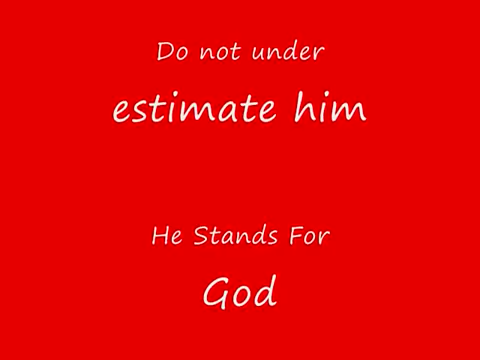 Do not under
estimate him
He Stands For
God